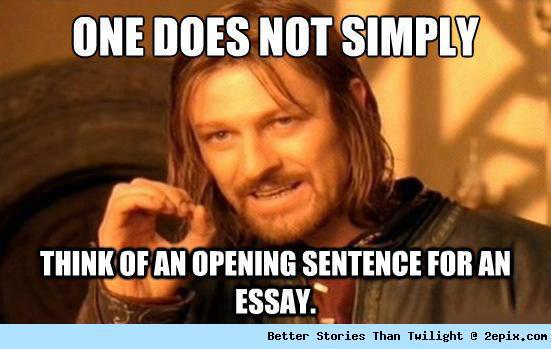 ONE DOES NOT SIMPLY
THINK OF AN OPENING SENTENCE FOR AN
ESSAY.
Better Stories Than Twilight @ 2epix.com